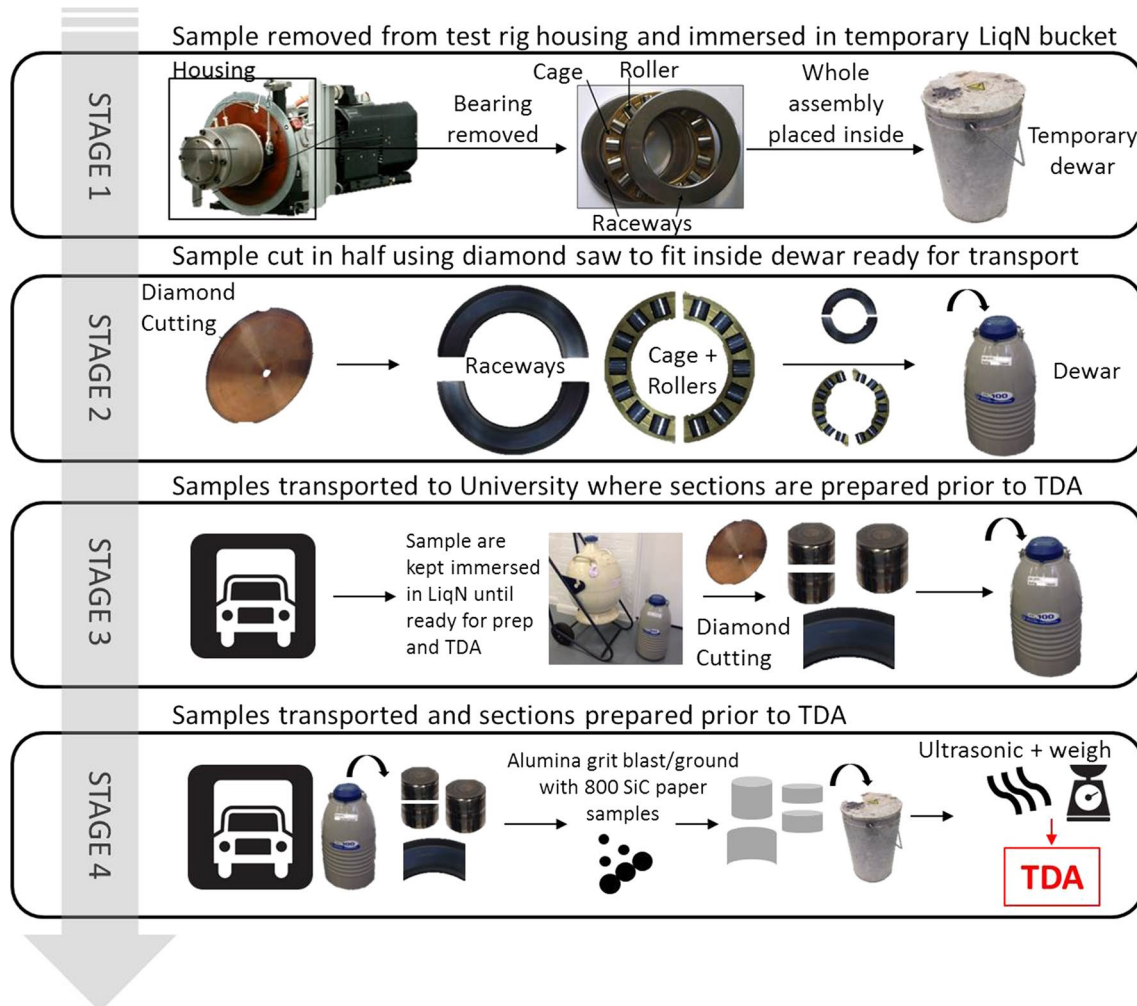 Sample removed from test rig housing and immersed in temporary LiqN bucket
STAGE 1
Housing
Bearing
removed
Cage
Roller
Raceways
Whole
assembly
placed inside
Temporary
dewar
Sample cut in half using diamond saw to fit inside dewar ready for transport
STAGE 2
Diamond
Cutting
Raceways
Cage +
Rollers
100
Dewar
Samples transported to University where sections are prepared prior to TDA
STAGE 3
Sample are
kept immersed
in LiqN until
ready for prep
and TDA
Diamond
Cutting
100
Samples transported and sections prepared prior to TDA
STAGE 4
100
Alumina grit blast/ground
with 800 SiC paper
samples
Ultrasonic + weigh
TDA